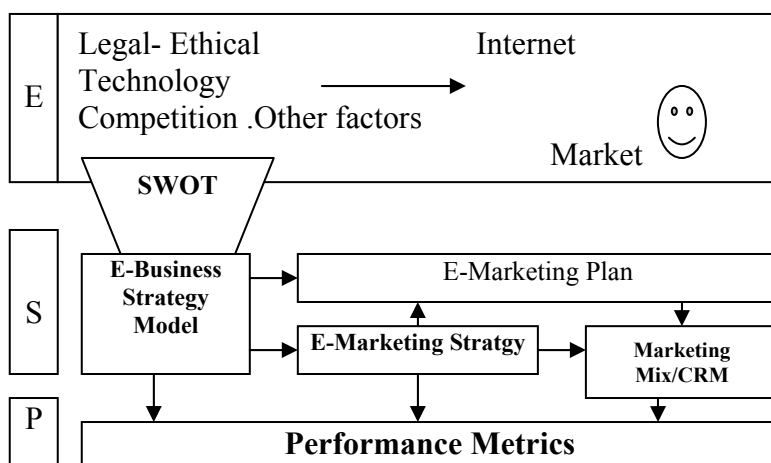 E
Legal- Ethical
Technology
Competition .Other factors
Internet
Market
SWOT
S
E-Business
Strategy
Model
E-Marketing Plan
E-Marketing Stratgy
Marketing
Mix/CRM
P
Performance Metrics